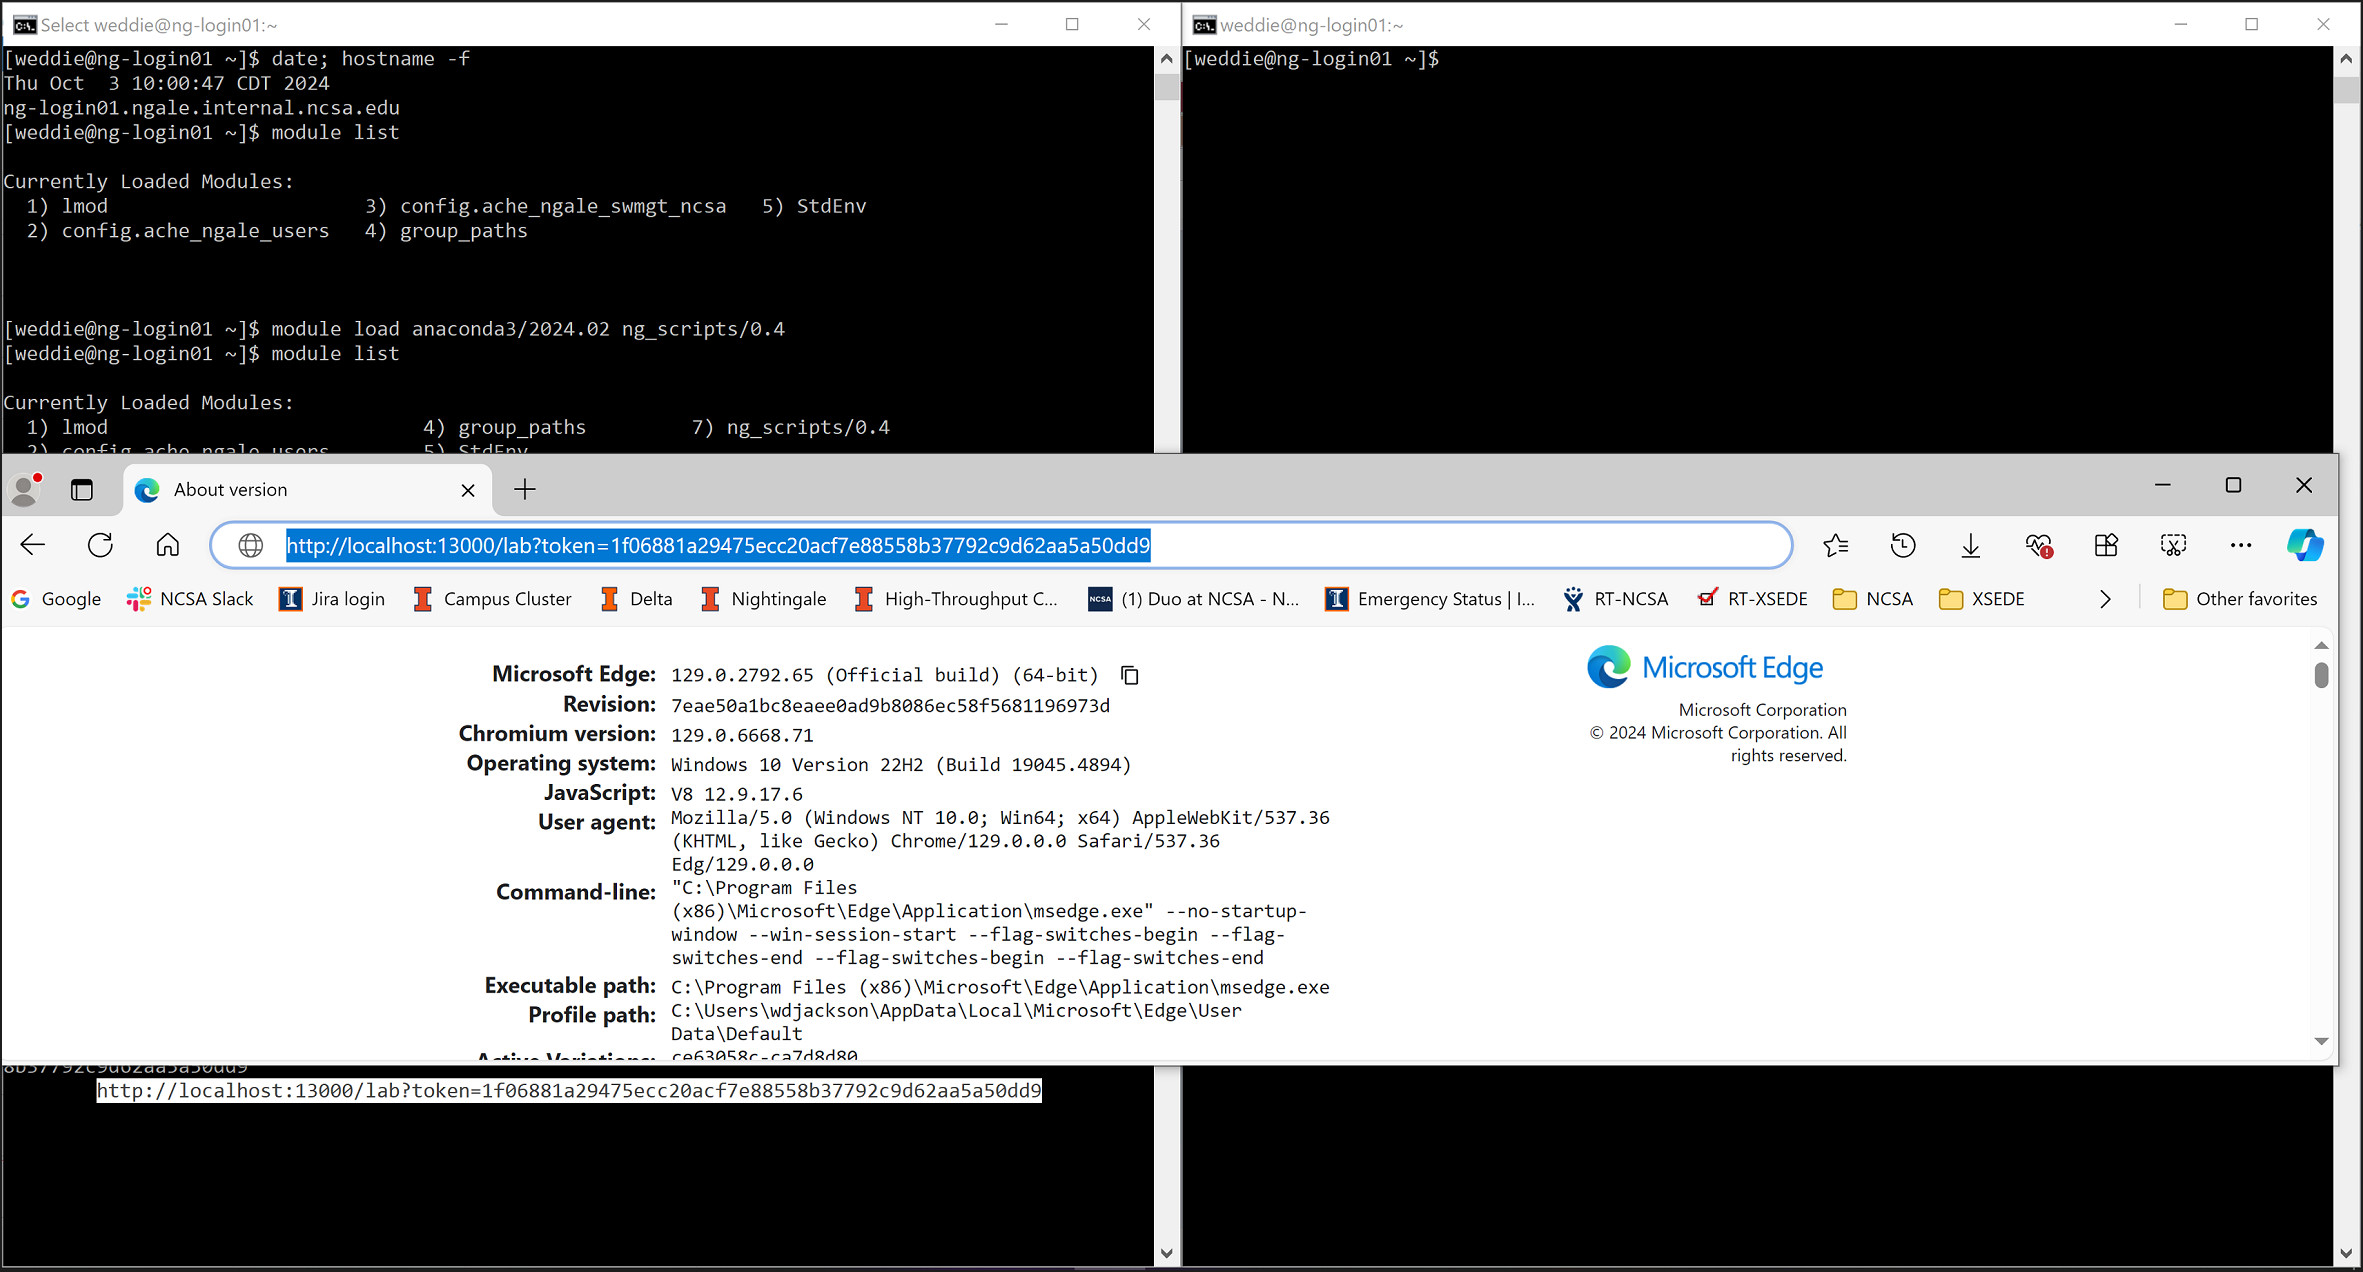 Select weddie@ng-login01:~
[weddie@ng-login01 ~]$ date; hostname -f
Thu Oct  3 10:00:47 CDT 2024
ng-login01.ngale.internal.ncsa.edu
[weddie@ng-login01 ~]$ module list
Currently Loaded Modules:
  1) lmod                      3) config.ache_ngale_swmgt_ncsa   5) StdEnv
  2) config.ache_ngale_users   4) group_paths
[weddie@ng-login01 ~]$ module load anaconda3/2024.02 ng_scripts/0.4
[weddie@ng-login01 ~]$ module list
Currently Loaded Modules:
  1) lmod                           4) group_paths         7) ng_scripts/0.4
  2) config.ache_ngale_users        5) StdEnv
weddie@ng-login01:~
[weddie@ng-login01 ~]$
About version
http://localhost:13000/lab?token=1f06881a29475ecc20acf7e88558b37792c9d62aa5a50dd9
Google NCSA Slack Jira login Campus Cluster Delta Nightingale High-Throughput C... NCSA (1) Duo at NCSA - N... Emergency Status | I... RT-NCSA RT-XSEDE NCSA XSEDE Other favorites
Microsoft Edge: 129.0.2792.65 (Official build) (64-bit)
Revision: 7eae50a1bc8eaee0ad9b8086ec58f5681196973d
Chromium version: 129.0.6668.71
Operating system: Windows 10 Version 22H2 (Build 19045.4894)
JavaScript: V8 12.9.17.6
User agent: Mozilla/5.0 (Windows NT 10.0; Win64; x64) AppleWebKit/537.36
(KHTML, like Gecko) Chrome/129.0.0.0 Safari/537.36
Edg/129.0.0.0
Command-line: "C:\Program Files
(x86)\Microsoft\Edge\Application\msedge.exe" --no-startup-
window --win-session-start --flag-switches-begin --flag-
switches-end --flag-switches-begin --flag-switches-end
Executable path: C:\Program Files (x86)\Microsoft\Edge\Application\msedge.exe
Profile path: C:\Users\wdjackson\AppData\Local\Microsoft\Edge\User
Data\Default
Active Variations: ce63058c-ca7d8d80
Microsoft Edge
Microsoft Corporation
© 2024 Microsoft Corporation. All
rights reserved.
8b37792c9d62aa5a50dd9
http://localhost:13000/lab?token=1f06881a29475ecc20acf7e88558b37792c9d62aa5a50dd9